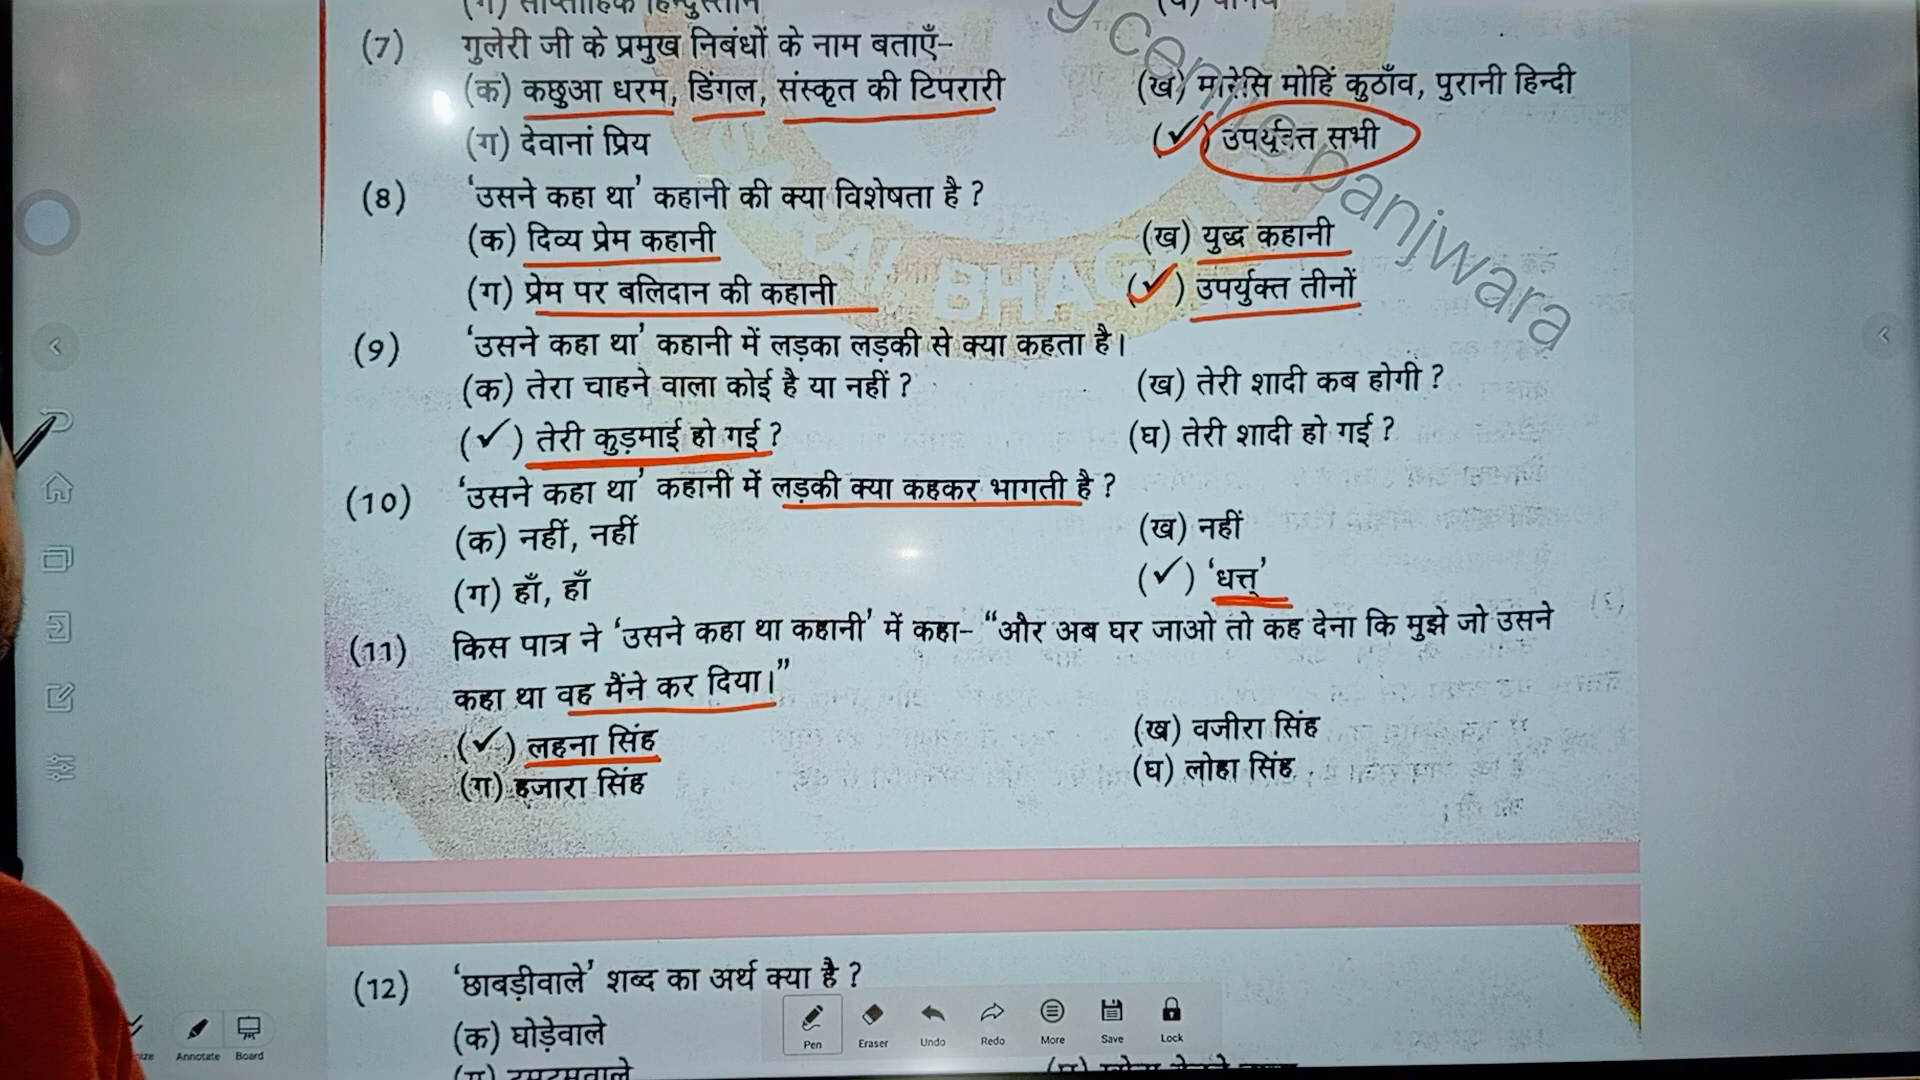 (ग) साप्ताहिक हिन्दुस्तान
(7) गुलेरी जी के प्रमुख निबंधों के नाम बताएँ–
(क) कछुआ धरम, डिंगल, संस्कृत की टिपरारी (ख) मारेसि मोहिं कुठाँव, पुरानी हिन्दी
(ग) देवानां प्रिय (✓) उपर्युक्त सभी
(8) 'उसने कहा था' कहानी की क्या विशेषता है ?
(क) दिव्य प्रेम कहानी (ख) युद्ध कहानी
(ग) प्रेम पर बलिदान की कहानी (✓) उपर्युक्त तीनों
(9) 'उसने कहा था' कहानी में लड़का लड़की से क्या कहता है।
(क) तेरा चाहने वाला कोई है या नहीं ? (ख) तेरी शादी कब होगी ?
(✓) तेरी कुड़माई हो गई ? (घ) तेरी शादी हो गई ?
(10) 'उसने कहा था' कहानी में लड़की क्या कहकर भागती है ?
(क) नहीं, नहीं (ख) नहीं
(ग) हाँ, हाँ (✓) 'धत्त्'
(11) किस पात्र ने 'उसने कहा था कहानी' में कहा– "और अब घर जाओ तो कह देना कि मुझे जो उसने
कहा था वह मैंने कर दिया।"
(✓) लहना सिंह (ख) वजीरा सिंह
(ग) हजारा सिंह (घ) लोहा सिंह
(12) 'छाबड़ीवाले' शब्द का अर्थ क्या है ?
(क) घोड़ेवाले
(ग) टमटमवाले
panjwara
BHAG
Annotate Board Pen Eraser Undo Redo More Save Lock